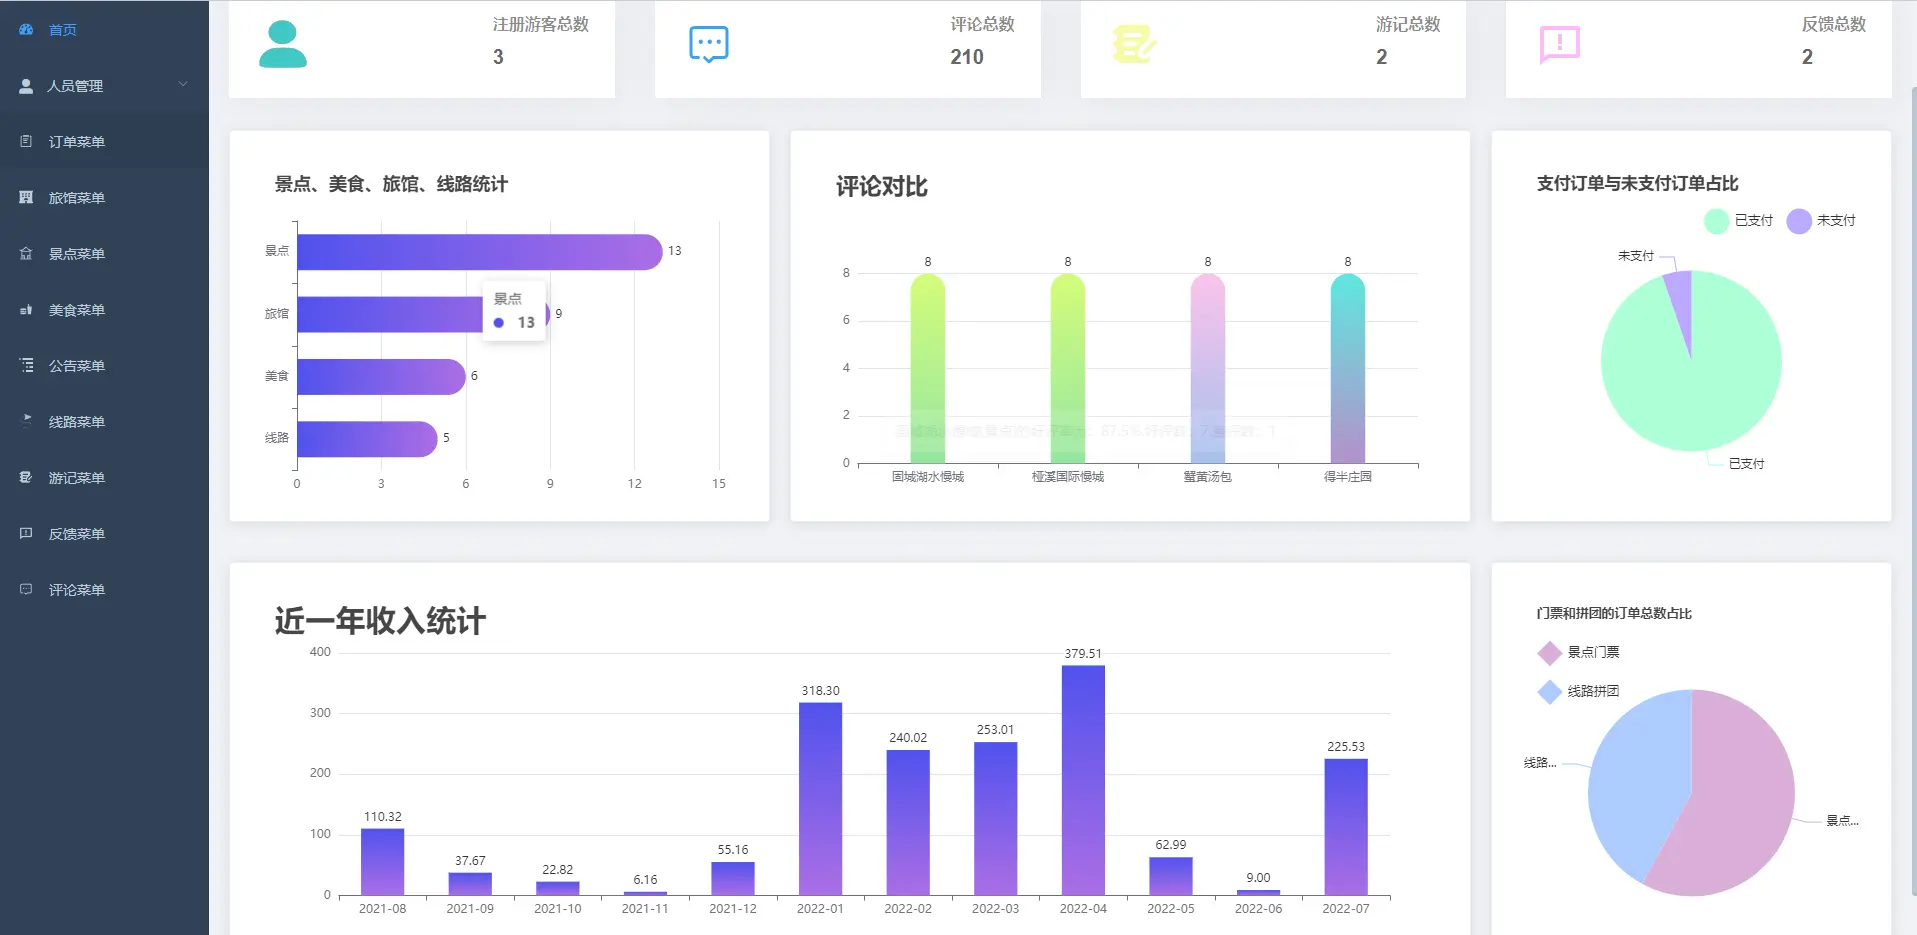 首页
人员管理
订单菜单
旅馆菜单
景点菜单
美食菜单
公告菜单
线路菜单
游记菜单
反馈菜单
评论菜单
注册游客总数
3
评论总数
210
游记总数
2
反馈总数
2
景点、美食、旅馆、线路统计
景点 13
旅馆 9
美食 6
线路 5
0 3 6 9 12 15
景点
13
评论对比
8 8 8 8
8
6
4
2
0
固城湖水慢城 桠溪国际慢城 蟹黄汤包 得半庄园
支付订单与未支付订单占比
已支付 未支付
未支付
已支付
近一年收入统计
400
300
200
100
0
110.32 37.67 22.82 6.16 55.16 318.30 240.02 253.01 379.51 62.99 9.00 225.53
2021-08 2021-09 2021-10 2021-11 2021-12 2022-01 2022-02 2022-03 2022-04 2022-05 2022-06 2022-07
门票和拼团的订单总数占比
景点门票
线路拼团
线路...
景点...